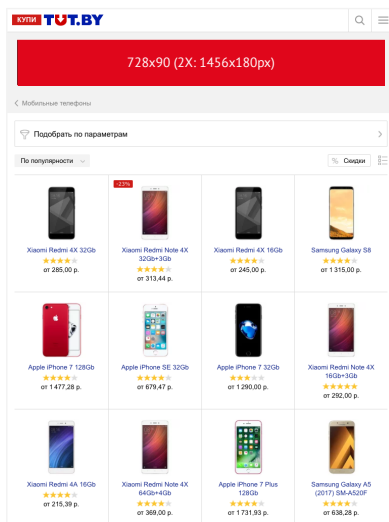 КУПИ TUT.BY
728x90 (2X: 1456x180px)
Мобильные телефоны
Подобрать по параметрам
По популярности
% Скидки
-23%
Xiaomi Redmi 4X 32Gb
от 285,00 р.
Xiaomi Redmi Note 4X
32Gb+3Gb
от 313,44 р.
Xiaomi Redmi 4X 16Gb
от 245,00 р.
Samsung Galaxy S8
от 1 315,00 р.
Apple iPhone 7 128Gb
от 1 477,28 р.
Apple iPhone SE 32Gb
от 679,47 р.
Apple iPhone 7 32Gb
от 1 290,00 р.
Xiaomi Redmi Note 4X
16Gb+3Gb
от 292,00 р.
Xiaomi Redmi 4A 16Gb
от 215,39 р.
Xiaomi Redmi Note 4X
64Gb+4Gb
от 369,00 р.
Apple iPhone 7 Plus
128Gb
от 1 731,93 р.
Samsung Galaxy A5
(2017) SM-A520F
от 638,28 р.